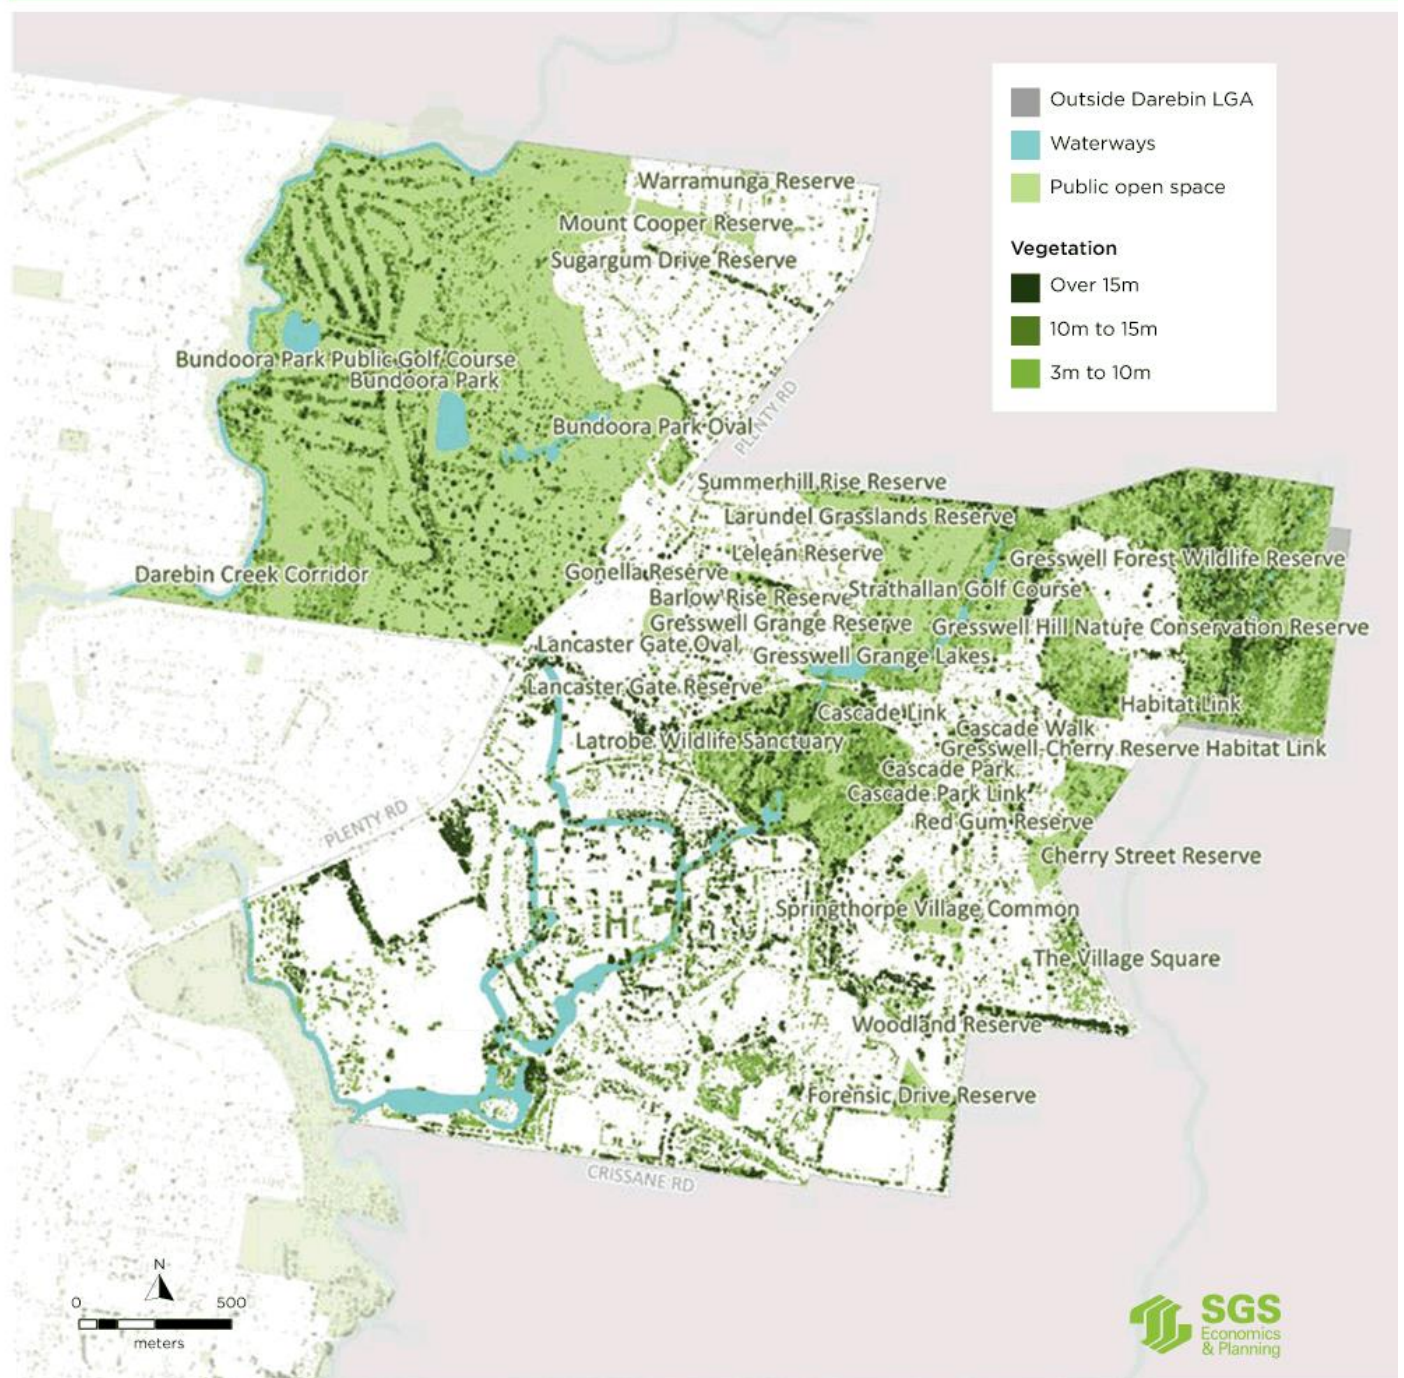 Outside Darebin LGA
Waterways
Public open space
Vegetation
Over 15m
10m to 15m
3m to 10m
Warramunga Reserve
Mount Cooper Reserve
Sugargum Drive Reserve
Bundoora Park Public Golf Course
Bundoora Park
PLENTY RD
Bundoora Park Oval
Summerhill Rise Reserve
Larundel Grasslands Reserve
Lelean Reserve
Gresswell Forest Wildlife Reserve
Darebin Creek Corridor
Gonella Reserve
Strathallan Golf Course
Barlow Rise Reserve
Gresswell Grange Reserve
Gresswell Hill Nature Conservation Reserve
Lancaster Gate Oval
Gresswell Grange Lakes
Lancaster Gate Reserve
Habitat Link
Cascade Link
Cascade Walk
Latrobe Wildlife Sanctuary
Gresswell-Cherry Reserve Habitat Link
Cascade Park
Cascade Park Link
PLENTY RD
Red Gum Reserve
Cherry Street Reserve
Springthorpe Village Common
The Village Square
Woodland Reserve
Forensic Drive Reserve
CRISSANE RD
N
0 500
meters
SGS
Economics
& Planning